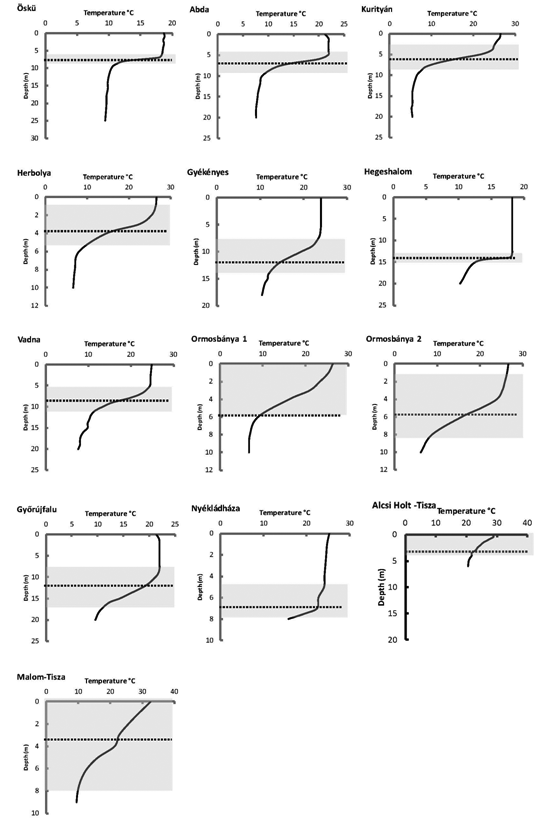 Öskü
Temperature °C
0 5 10 15 20
0
5
10
15
20
25
30
Depth (m)
Abda
Temperature °C
0 5 10 15 20 25
0
5
10
15
20
25
Depth (m)
Kurityán
Temperature °C
0 10 20 30
0
5
10
15
20
25
Depth (m)
Herbolya
Temperature °C
0 10 20 30
0
2
4
6
8
10
12
Depth (m)
Gyékényes
Temperature °C
0 10 20 30
0
5
10
15
20
Depth (m)
Hegeshalom
Temperature °C
0 5 10 15 20
0
5
10
15
20
25
Depth (m)
Vadna
Temperature °C
0 10 20 30
0
5
10
15
20
25
Depth (m)
Ormosbánya 1
Temperature °C
0 10 20 30
0
2
4
6
8
10
12
Depth (m)
Ormosbánya 2
Temperature °C
0 10 20 30
0
2
4
6
8
10
12
Depth (m)
Győrújfalu
Temperature °C
0 5 10 15 20 25
0
5
10
15
20
25
Depth (m)
Nyékládháza
Temperature °C
0 10 20 30
0
2
4
6
8
10
Depth (m)
Alcsi Holt -Tisza
Temperature °C
0 10 20 30 40
0
5
10
15
20
Depth (m)
Malom-Tisza
Temperature °C
0 10 20 30 40
0
2
4
6
8
10
Depth (m)